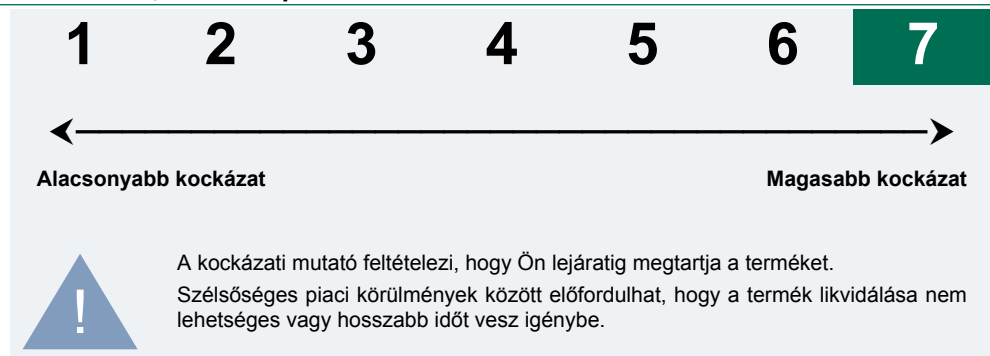 1 2 3 4 5 6 7
Alacsonyabb kockázat Magasabb kockázat
A kockázati mutató feltételezi, hogy Ön lejáratig megtartja a terméket.
Szélsőséges piaci körülmények között előfordulhat, hogy a termék likvidálása nem
lehetséges vagy hosszabb időt vesz igénybe.
!